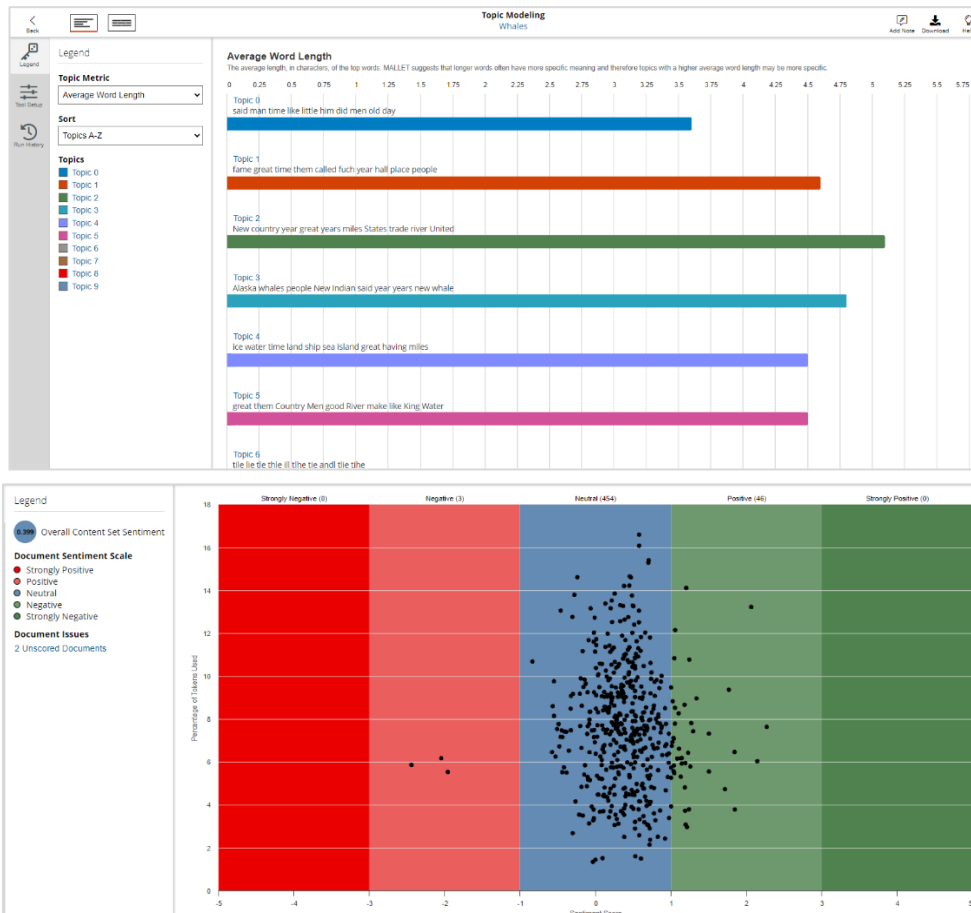 Topic Modeling
Whales
Back
Add Note
Download
Legend
Tool Setup
Run History
Legend
Topic Metric
Average Word Length
Sort
Topics A-Z
Topics
Topic 0
Topic 1
Topic 2
Topic 3
Topic 4
Topic 5
Topic 6
Topic 7
Topic 8
Topic 9
Average Word Length
The average length, in characters, of the top words. MALLET suggests that longer words often have more specific meaning and therefore topics with a higher average word length may be more specific.
0 0.25 0.5 0.75 1 1.25 1.5 1.75 2 2.25 2.5 2.75 3 3.25 3.5 3.75 4 4.25 4.5 4.75 5 5.25 5.5 5.75
Topic 0
said man time like little him did men old day
Topic 1
fame great time them called fuch year hall place people
Topic 2
New country year great years miles States trade river United
Topic 3
Alaska whales people New Indian said year years new whale
Topic 4
ice water time land ship sea Island great having miles
Topic 5
great them Country Men good River make like King Water
Topic 6
tile lie tie thle ill tlhe tie andl tlie tihe
Legend
0.399 Overall Content Set Sentiment
Document Sentiment Scale
Strongly Positive
Positive
Neutral
Negative
Strongly Negative
Document Issues
2 Unscored Documents
Strongly Negative (0) Negative (3) Neutral (454) Positive (46) Strongly Positive (0)
Percentage of Tokens Used
18
16
14
12
10
8
6
4
2
0
-5 -4 -3 -2 -1 0 1 2 3 4 5
Sentiment Score